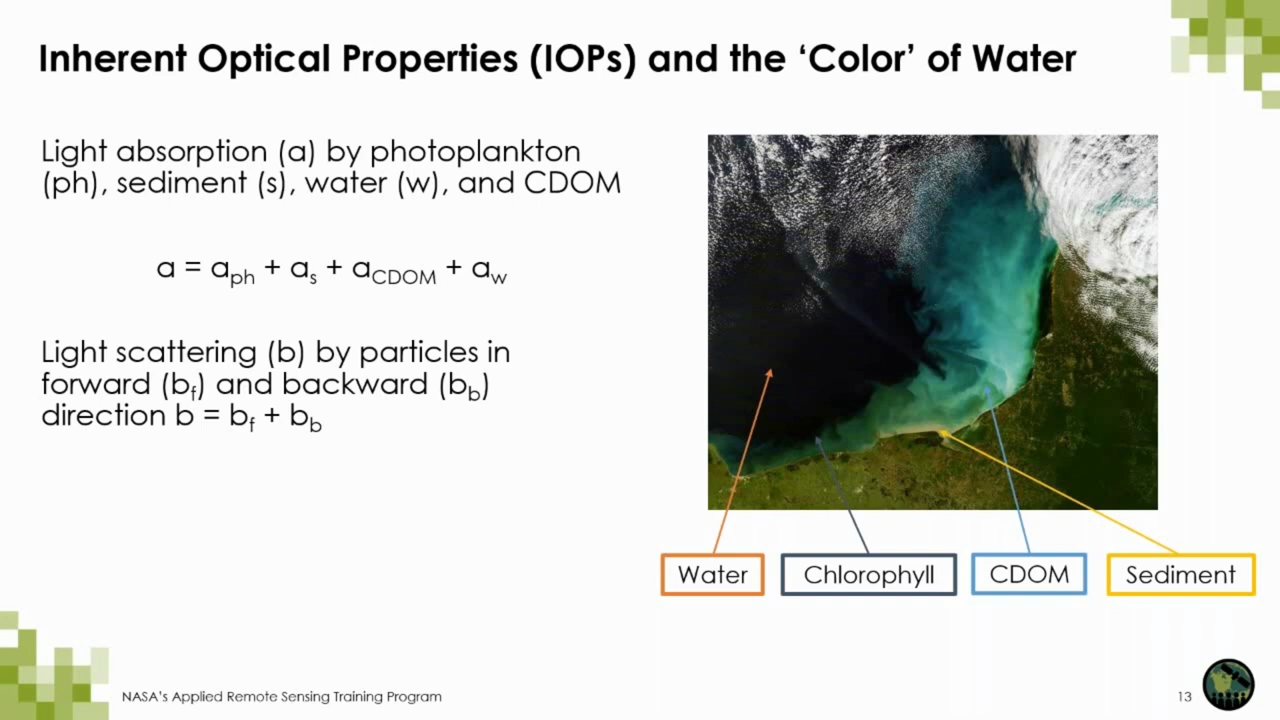 Inherent Optical Properties (IOPs) and the ‘Color’ of Water
Light absorption (a) by photoplankton
(ph), sediment (s), water (w), and CDOM
a = aph + as + aCDOM + aw
Light scattering (b) by particles in
forward (bf) and backward (bb)
direction b = bf + bb
Water
Chlorophyll
CDOM
Sediment
NASA’s Applied Remote Sensing Training Program
13